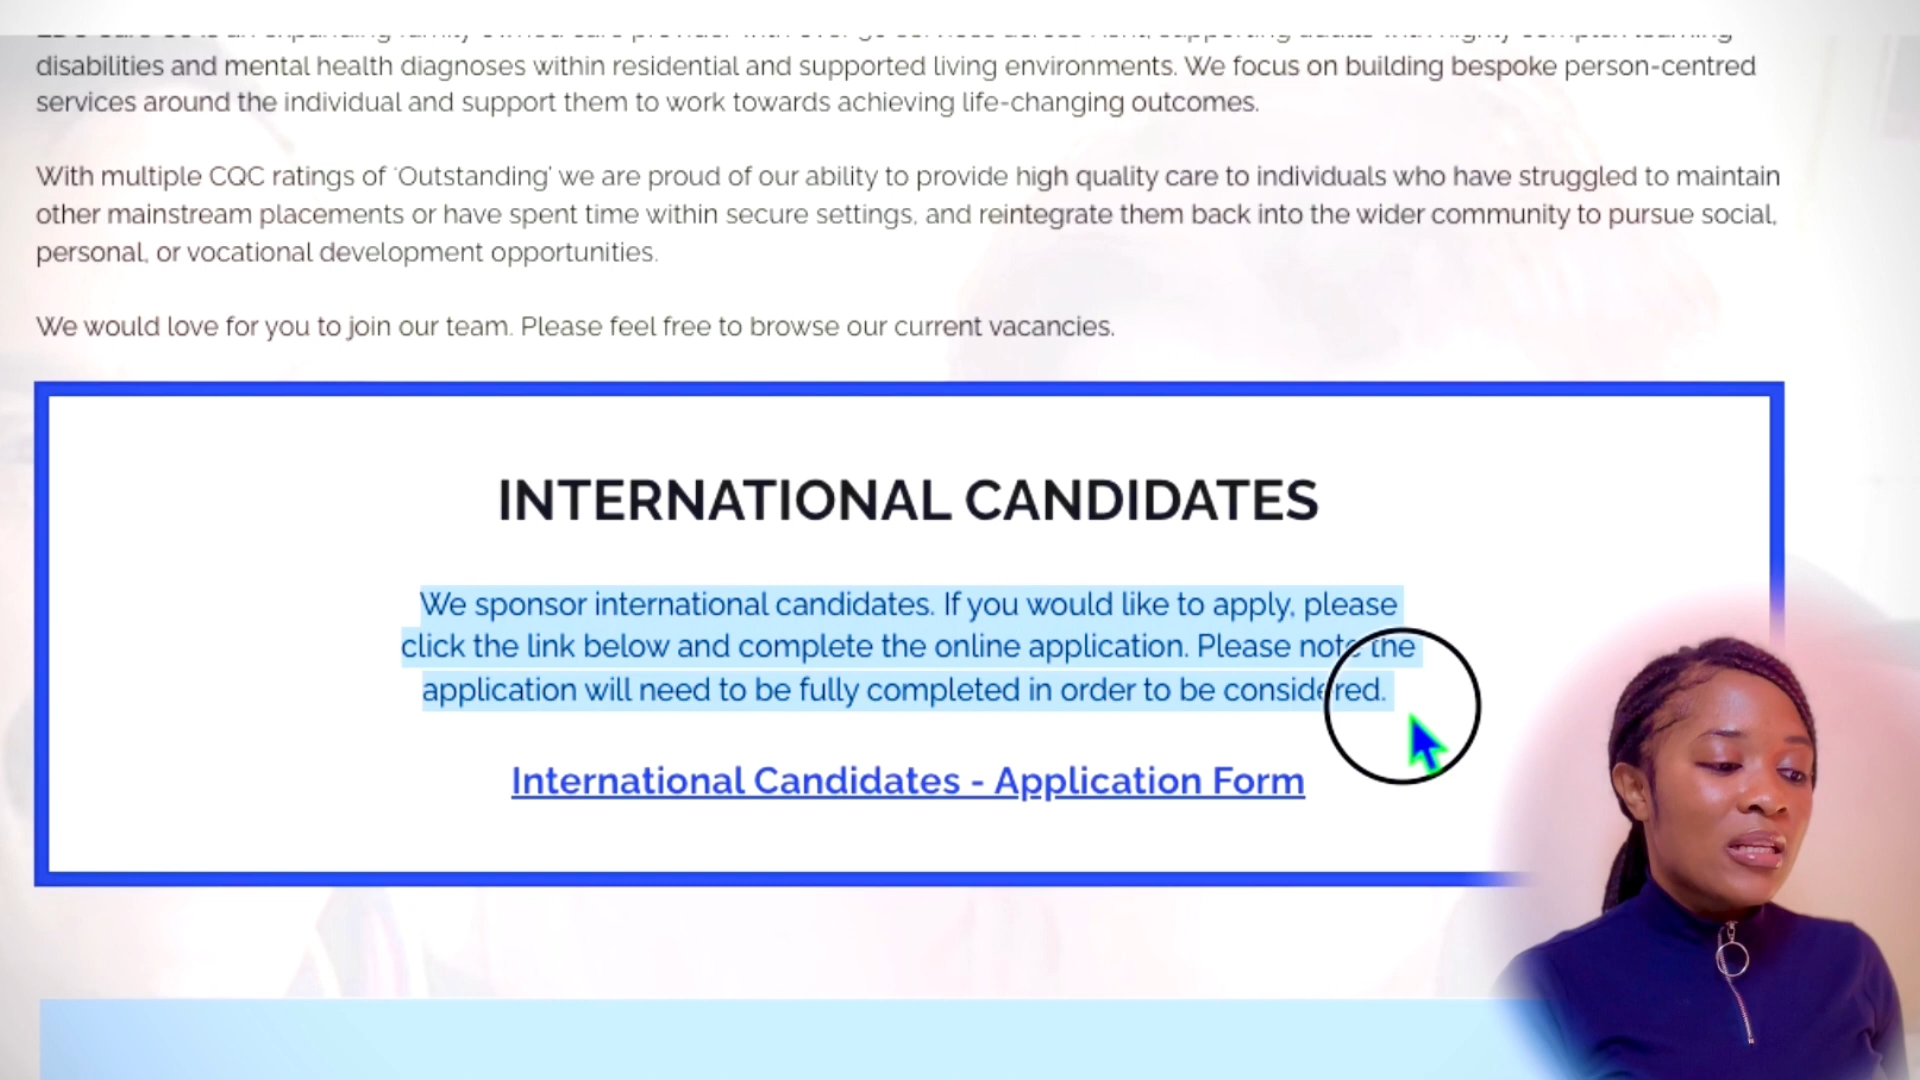 disabilities and mental health diagnoses within residential and supported living environments. We focus on building bespoke person-centred
services around the individual and support them to work towards achieving life-changing outcomes.
With multiple CQC ratings of 'Outstanding' we are proud of our ability to provide high quality care to individuals who have struggled to maintain
other mainstream placements or have spent time within secure settings, and reintegrate them back into the wider community to pursue social,
personal, or vocational development opportunities.
We would love for you to join our team. Please feel free to browse our current vacancies.
INTERNATIONAL CANDIDATES
We sponsor international candidates. If you would like to apply, please
click the link below and complete the online application. Please note the
application will need to be fully completed in order to be considered.
International Candidates - Application Form